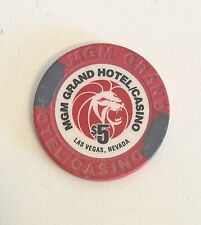 MGM GRAND
MGM GRAND HOTEL/CASINO
$5
LAS VEGAS, NEVADA
HOTEL/CASINO